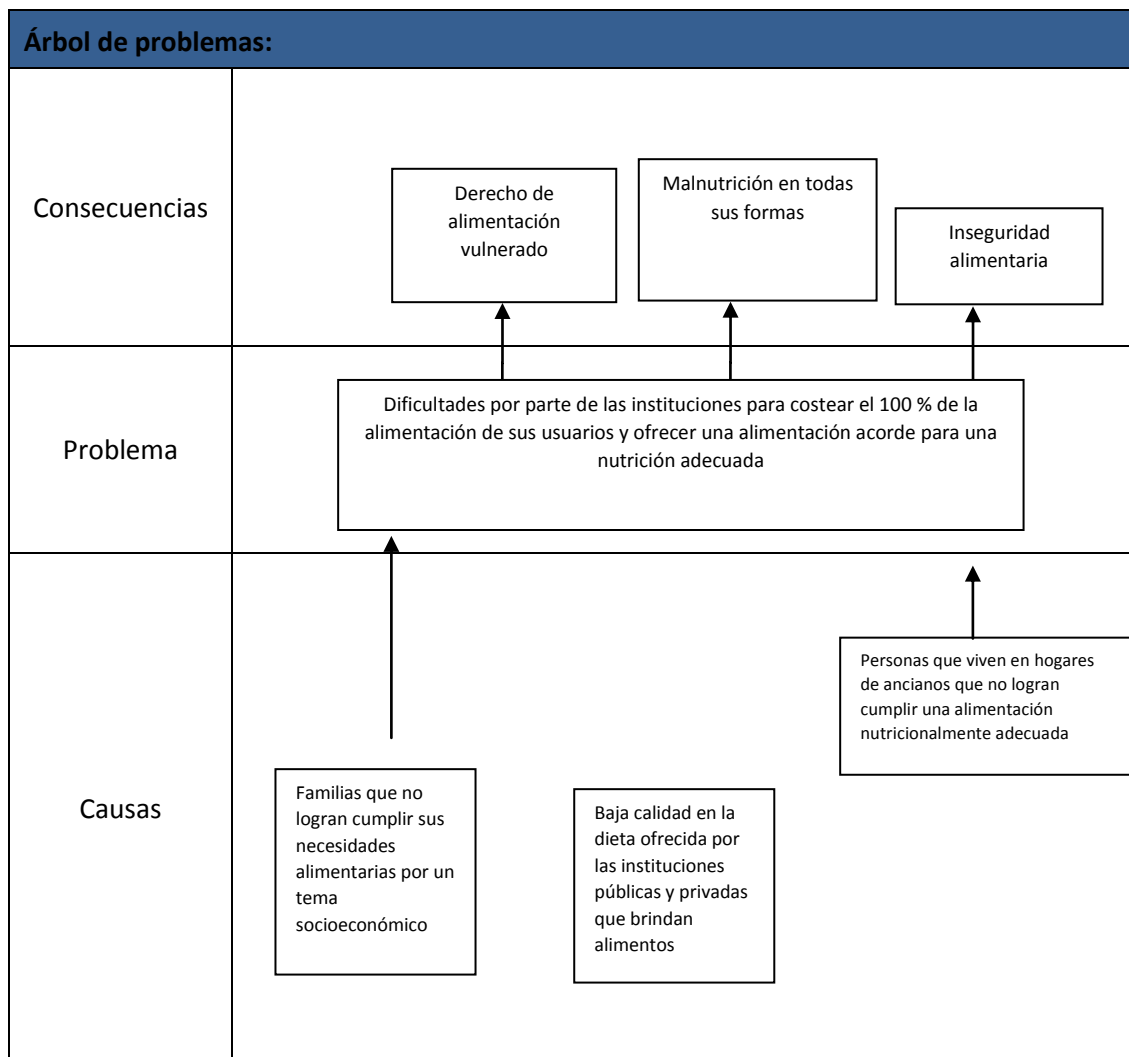 Árbol de problemas:
Consecuencias
Derecho de
alimentación
vulnerado
Malnutrición en todas
sus formas
Inseguridad
alimentaria
Problema
Dificultades por parte de las instituciones para costear el 100 % de la
alimentación de sus usuarios y ofrecer una alimentación acorde para una
nutrición adecuada
Causas
Familias que no
logran cumplir sus
necesidades
alimentarias por un
tema
socioeconómico
Baja calidad en la
dieta ofrecida por
las instituciones
públicas y privadas
que brindan
alimentos
Personas que viven en hogares
de ancianos que no logran
cumplir una alimentación
nutricionalmente adecuada